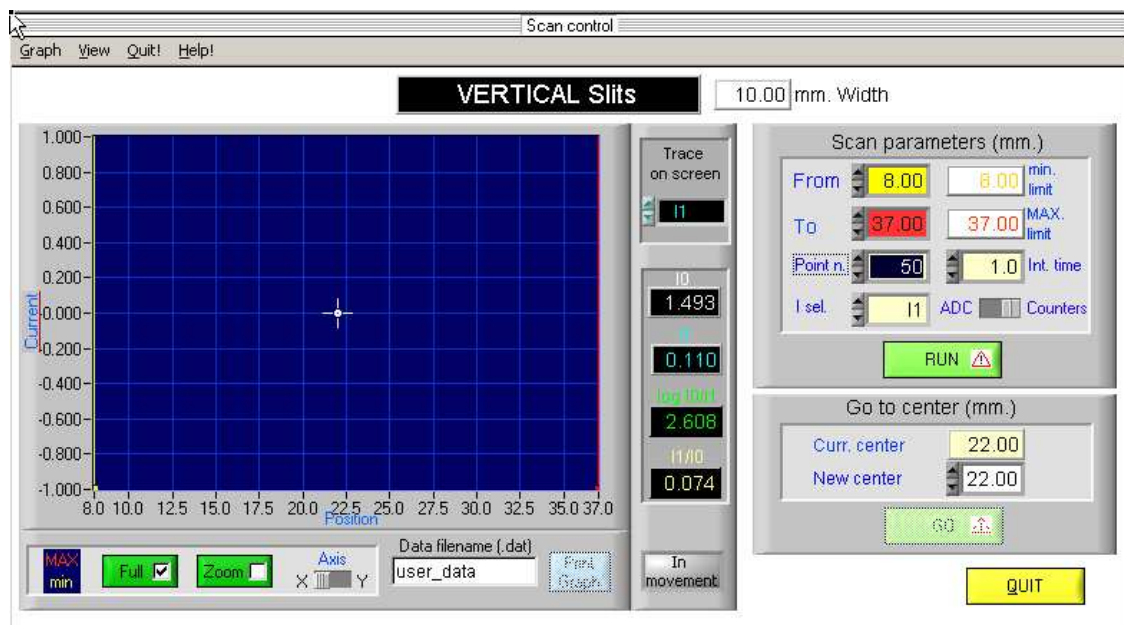 Scan control
Graph View Quit! Help!
VERTICAL Slits 10.00 mm. Width
1.000
0.800
0.600
0.400
0.200
-0.000
-0.200
-0.400
-0.600
-0.800
-1.000
Current
8.0 10.0 12.5 15.0 17.5 20.0 22.5 25.0 27.5 30.0 32.5 35.0 37.0
Position
MAX
min
Full
Zoom
Axis
X Y
Data filename (.dat)
user_data
Print
Graph
Trace
on screen
I1
I0
1.493
0.110
log I0/I1
2.608
I1/I0
0.074
In
movement
Scan parameters (mm.)
From 8.00 8.00 min. limit
To 37.00 37.00 MAX. limit
Point n. 50 1.0 Int. time
I sel. I1 ADC Counters
RUN
Go to center (mm.)
Curr. center 22.00
New center 22.00
GO
QUIT